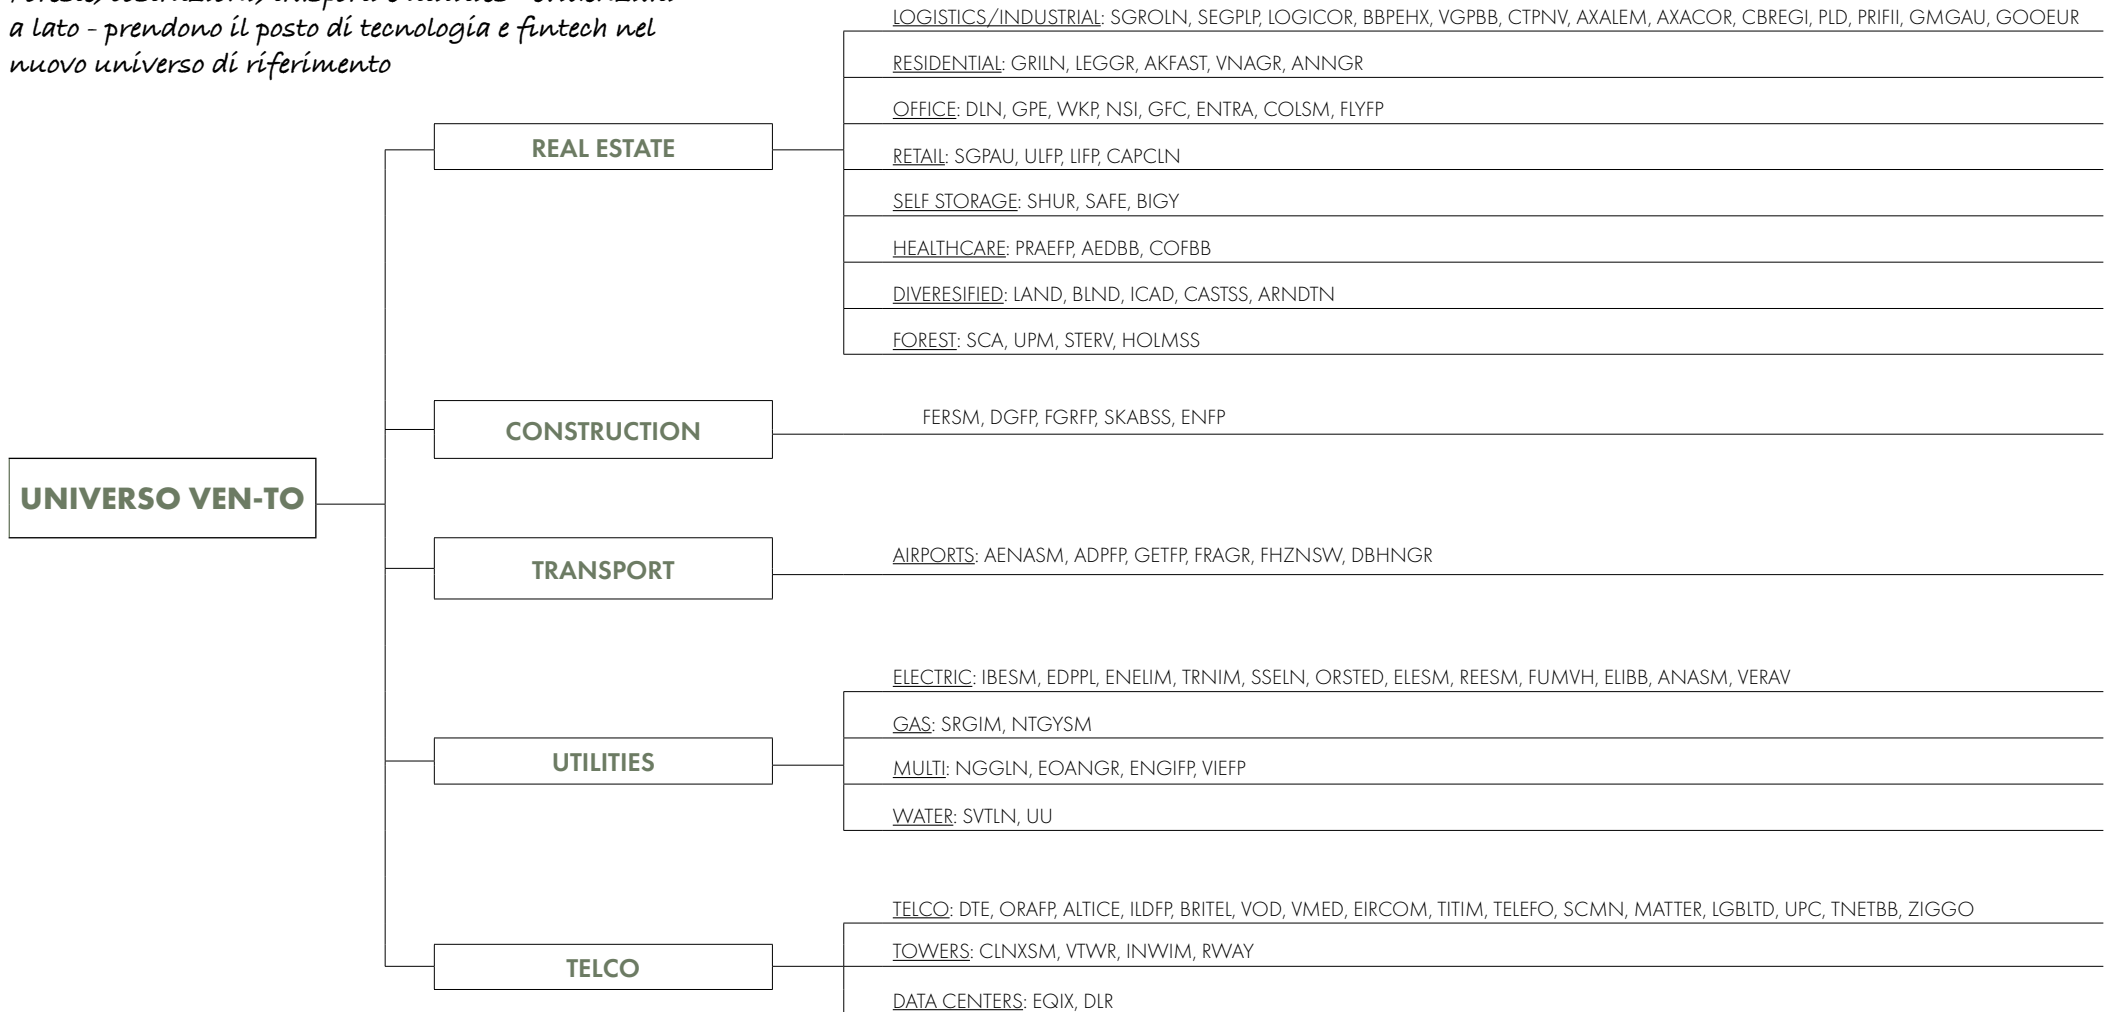 a lato - prendono il posto di tecnologia e fintech nel
nuovo universo di riferimento
UNIVERSO VEN-TO
REAL ESTATE
LOGISTICS/INDUSTRIAL: SGROLN, SEGPLP, LOGICOR, BBPEHX, VGPBB, CTPNV, AXALEM, AXACOR, CBREGI, PLD, PRIFII, GMGAU, GOOEUR
RESIDENTIAL: GRILN, LEGGR, AKFAST, VNAGR, ANNGR
OFFICE: DLN, GPE, WKP, NSI, GFC, ENTRA, COLSM, FLYFP
RETAIL: SGPAU, ULFP, LIFP, CAPCLN
SELF STORAGE: SHUR, SAFE, BIGY
HEALTHCARE: PRAEFP, AEDBB, COFBB
DIVERESIFIED: LAND, BLND, ICAD, CASTSS, ARNDTN
FOREST: SCA, UPM, STERV, HOLMSS
CONSTRUCTION
FERSM, DGFP, FGRFP, SKABSS, ENFP
TRANSPORT
AIRPORTS: AENASM, ADPFP, GETFP, FRAGR, FHZNSW, DBHNGR
UTILITIES
ELECTRIC: IBESM, EDPPL, ENELIM, TRNIM, SSELN, ORSTED, ELESM, REESM, FUMVH, ELIBB, ANASM, VERAV
GAS: SRGIM, NTGYSM
MULTI: NGGLN, EOANGR, ENGIFP, VIEFP
WATER: SVTLN, UU
TELCO
TELCO: DTE, ORAFP, ALTICE, ILDFP, BRITEL, VOD, VMED, EIRCOM, TITIM, TELEFO, SCMN, MATTER, LGBLTD, UPC, TNETBB, ZIGGO
TOWERS: CLNXSM, VTWR, INWIM, RWAY
DATA CENTERS: EQIX, DLR